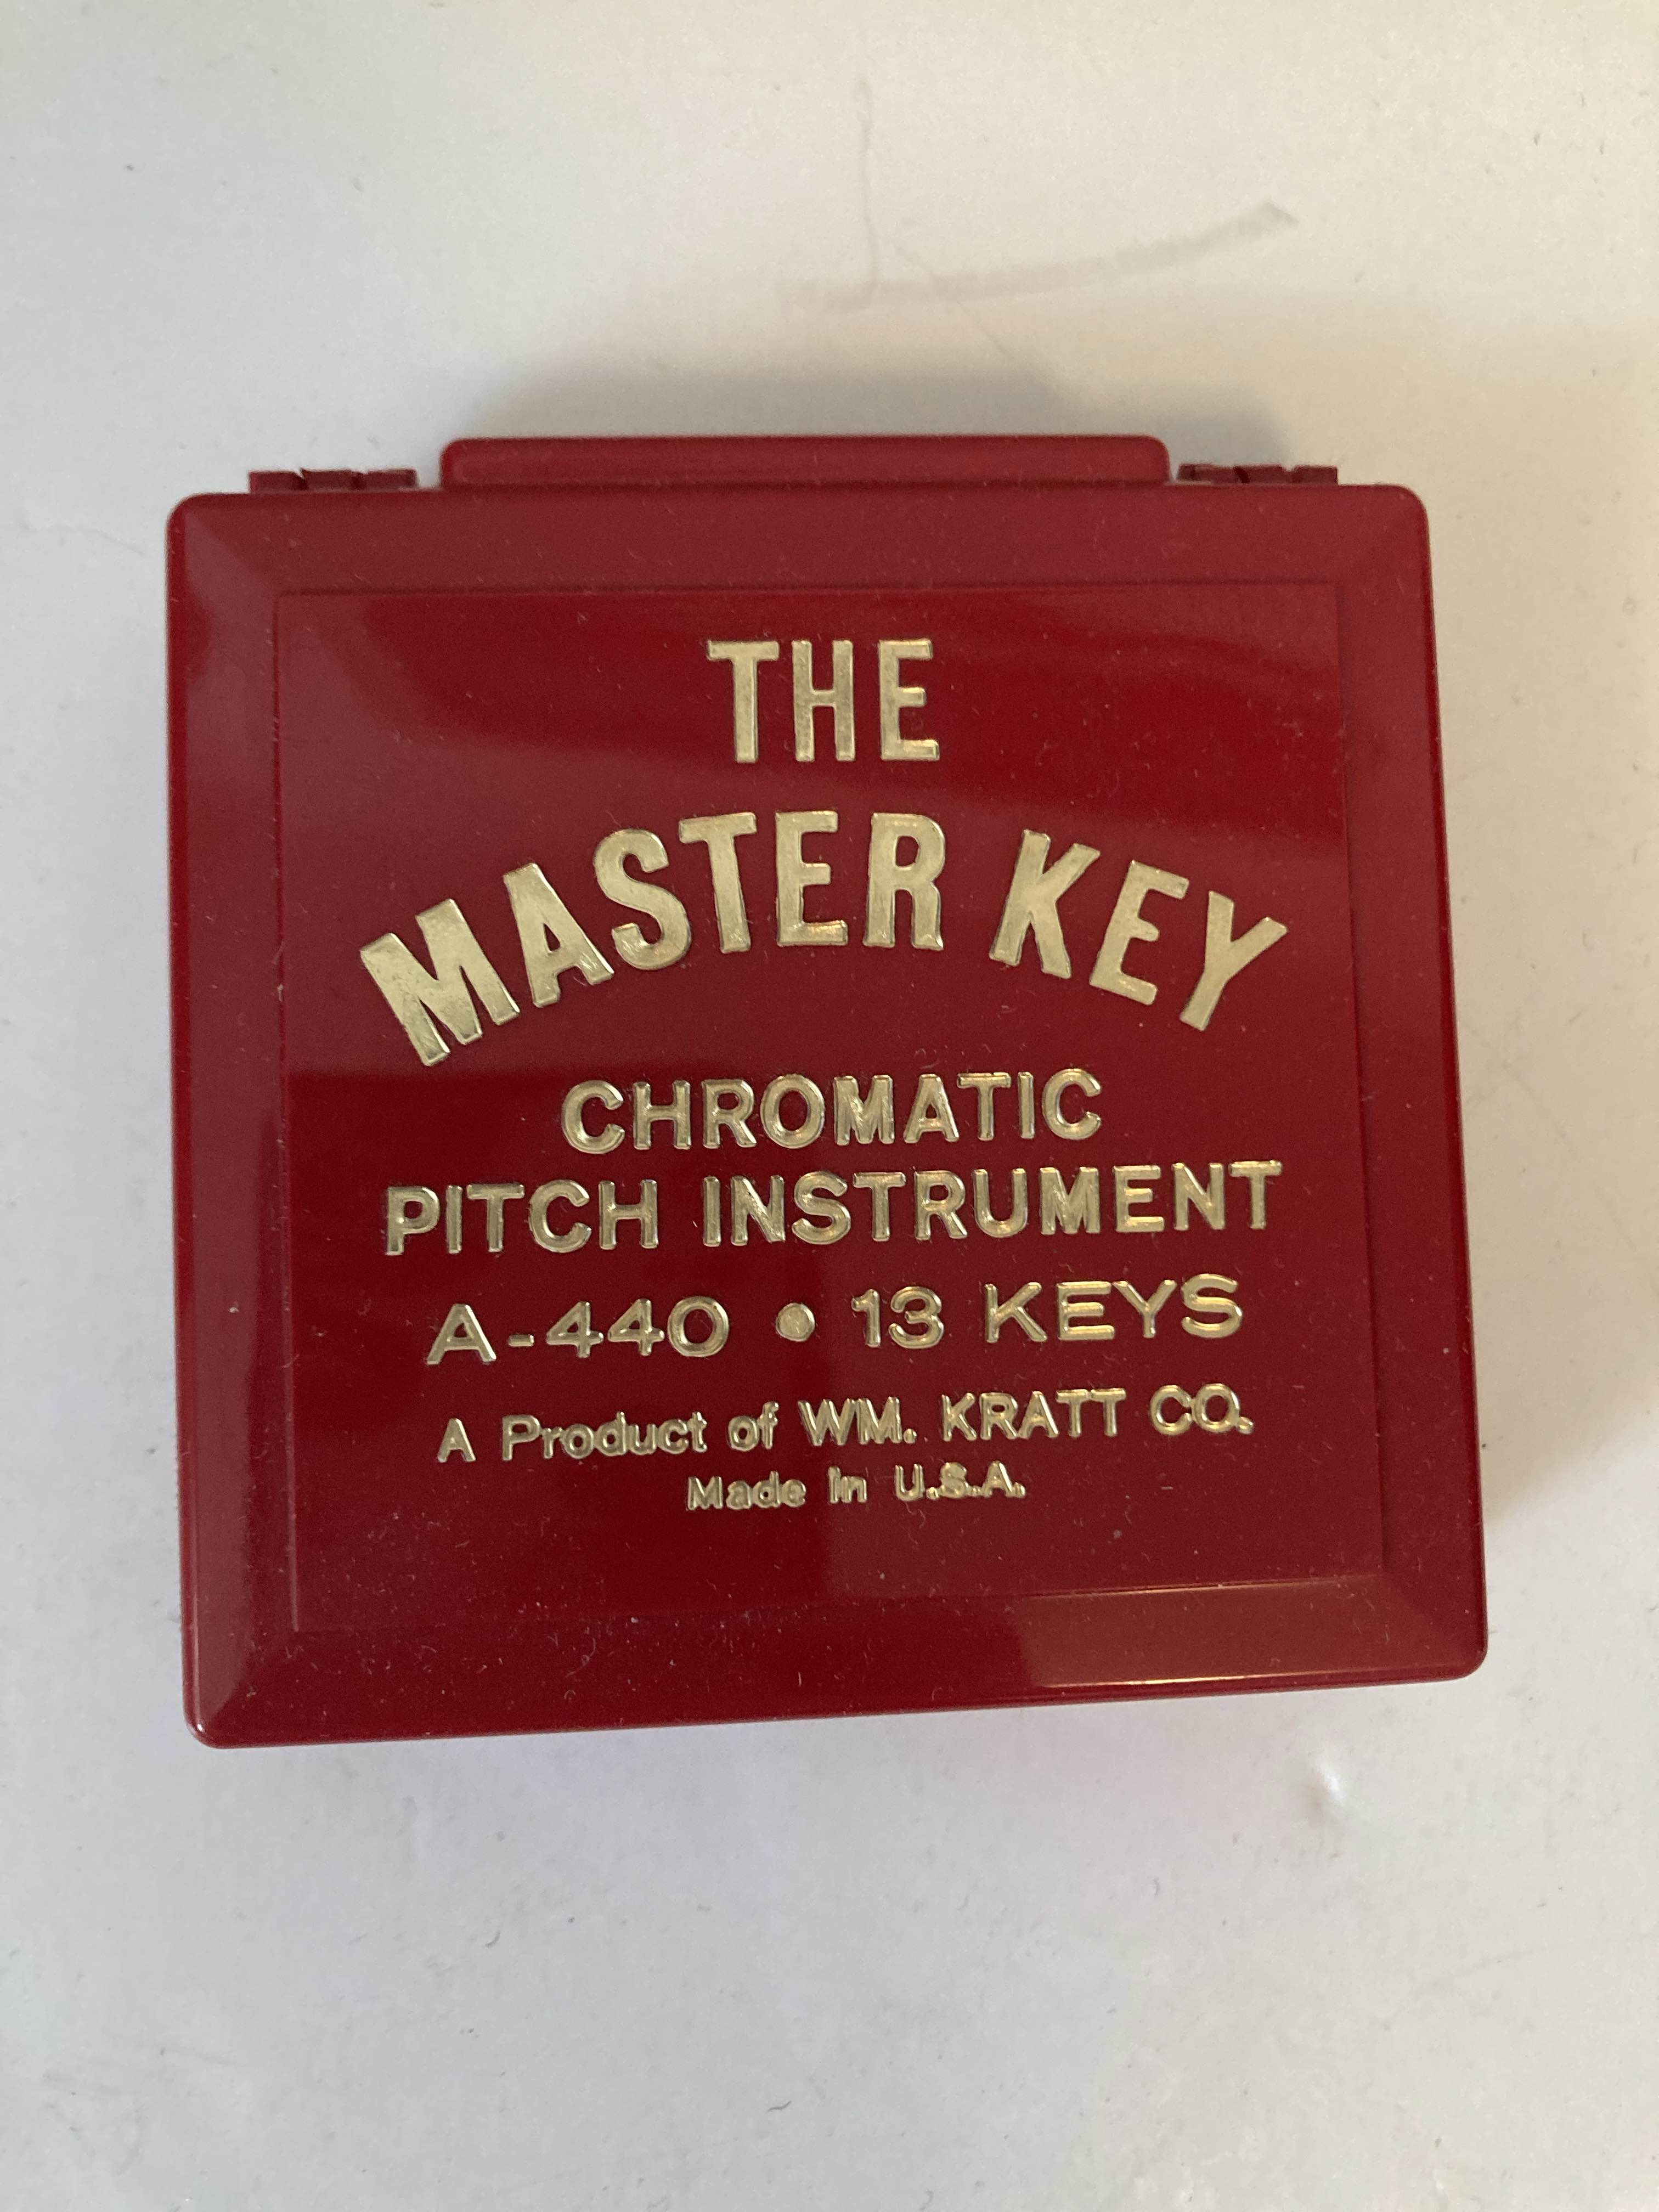 THE
MASTER KEY
CHROMATIC
PITCH INSTRUMENT
A-440 • 13 KEYS
A Product of WM. KRATT CO.
Made in U.S.A.